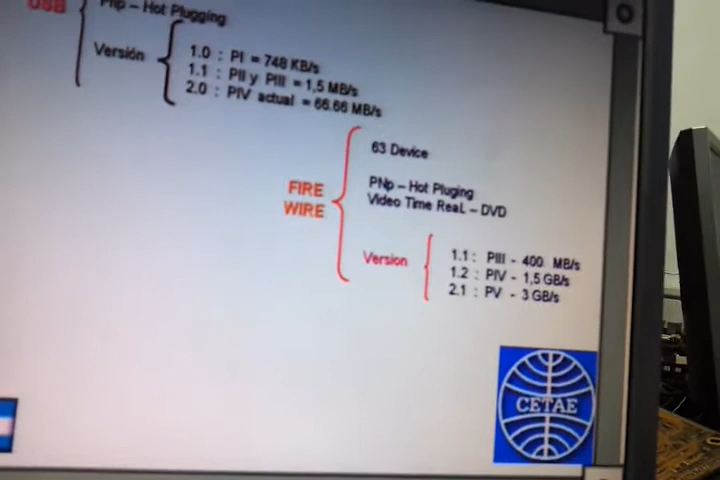 USB
Pnp – Hot Plugging
Versión
1.0 : PI = 748 KB/s
1.1 : PII y PIII = 1,5 MB/s
2.0 : PIV actual = 66.66 MB/s
FIRE
WIRE
63 Device
PNp – Hot Pluging
Video Time ReaL – DVD
Version
1.1 : PIII - 400 MB/s
1.2 : PIV - 1,5 GB/s
2.1 : PV - 3 GB/s
CETAE